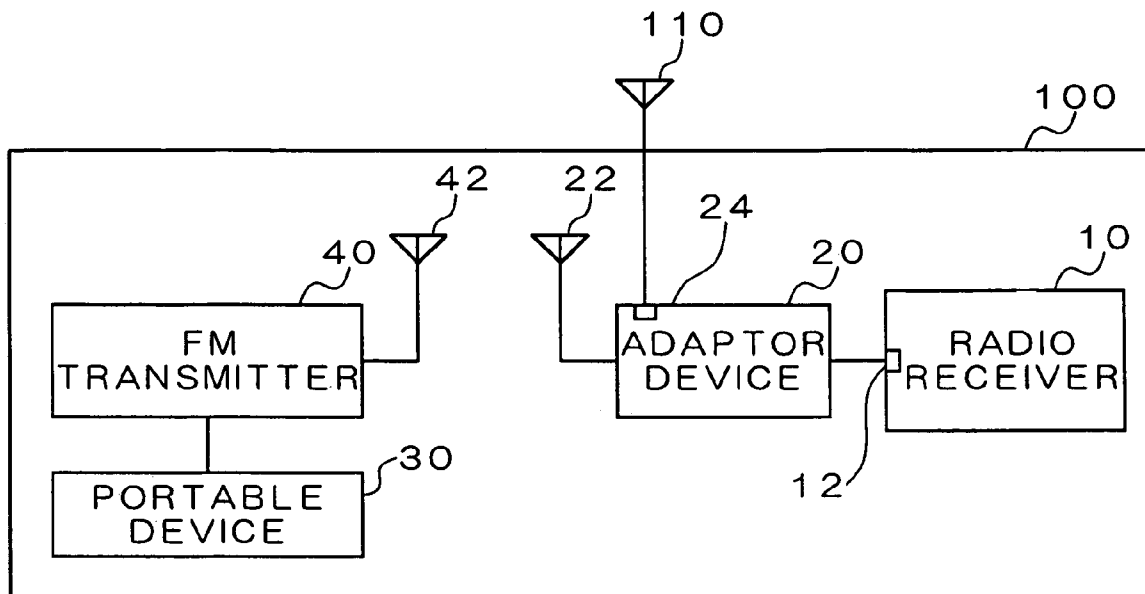 110
100
42
22
24
20
10
40
FM
TRANSMITTER
ADAPTOR
DEVICE
RADIO
RECEIVER
12
30
PORTABLE
DEVICE